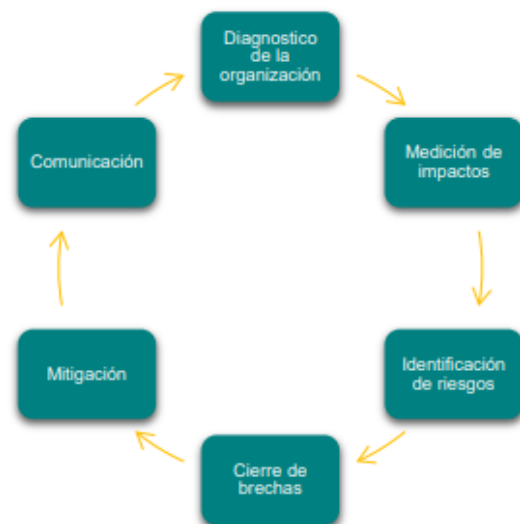 Diagnostico
de la
organización
Medición de
impactos
Identificación
de riesgos
Cierre de
brechas
Mitigación
Comunicación